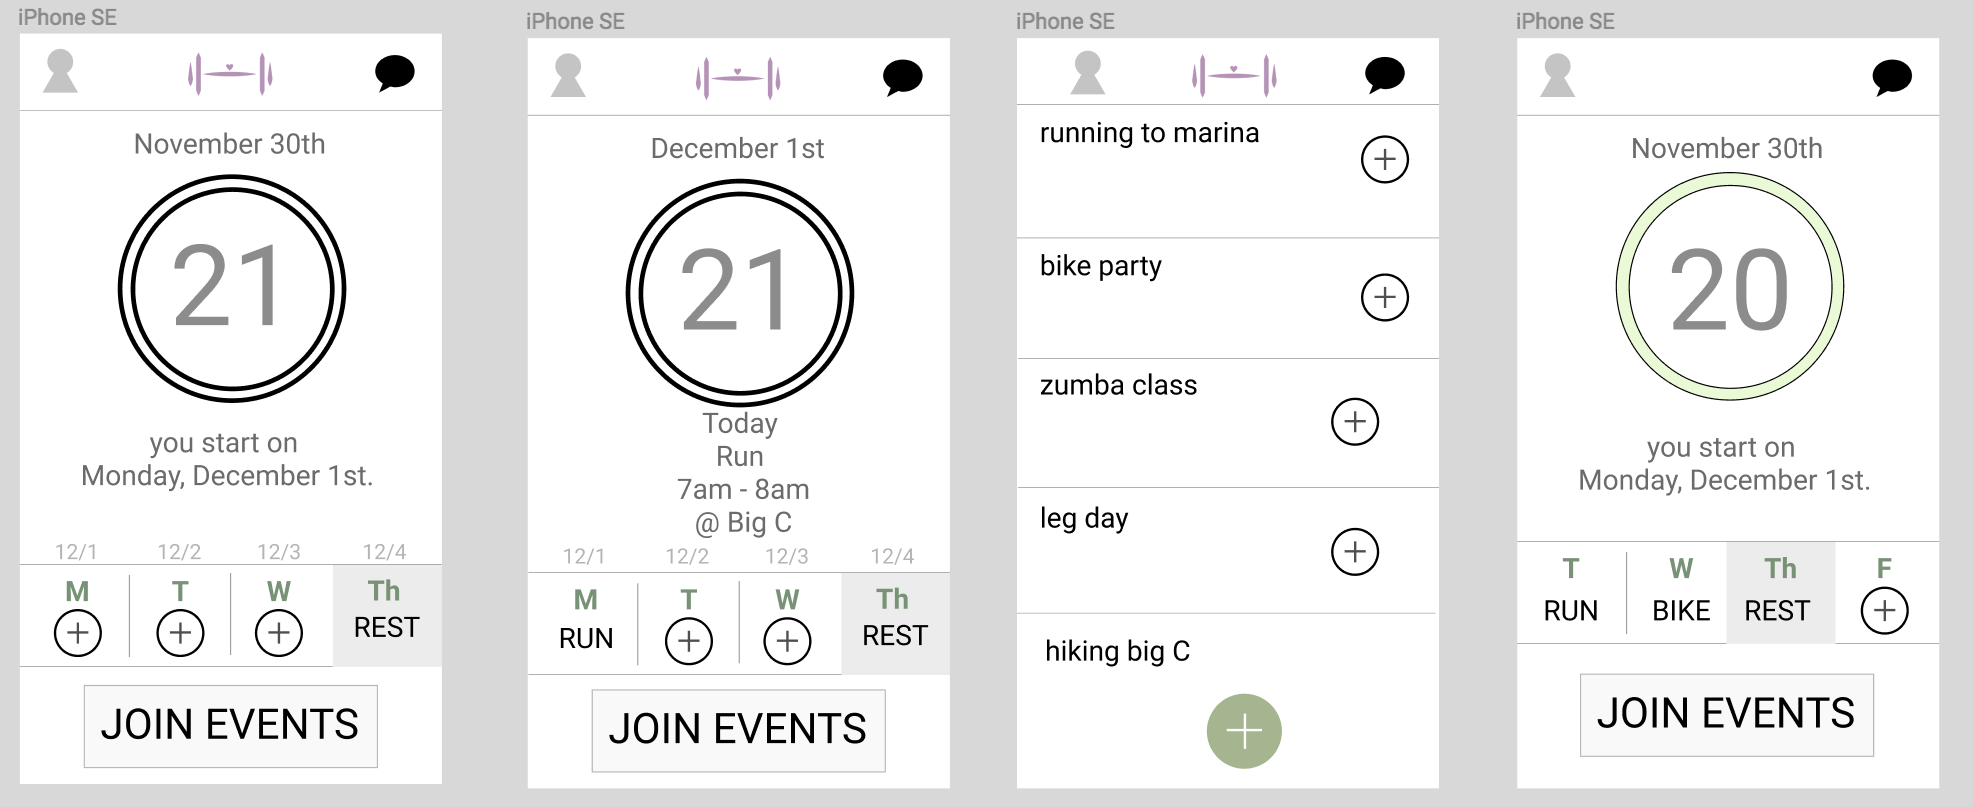 iPhone SE
November 30th
21
you start on
Monday, December 1st.
12/1 12/2 12/3 12/4
M T W Th
REST
JOIN EVENTS
iPhone SE
December 1st
21
Today
Run
7am - 8am
@ Big C
12/1 12/2 12/3 12/4
M T W Th
RUN REST
JOIN EVENTS
iPhone SE
running to marina
bike party
zumba class
leg day
hiking big C
iPhone SE
November 30th
20
you start on
Monday, December 1st.
T W Th F
RUN BIKE REST
JOIN EVENTS